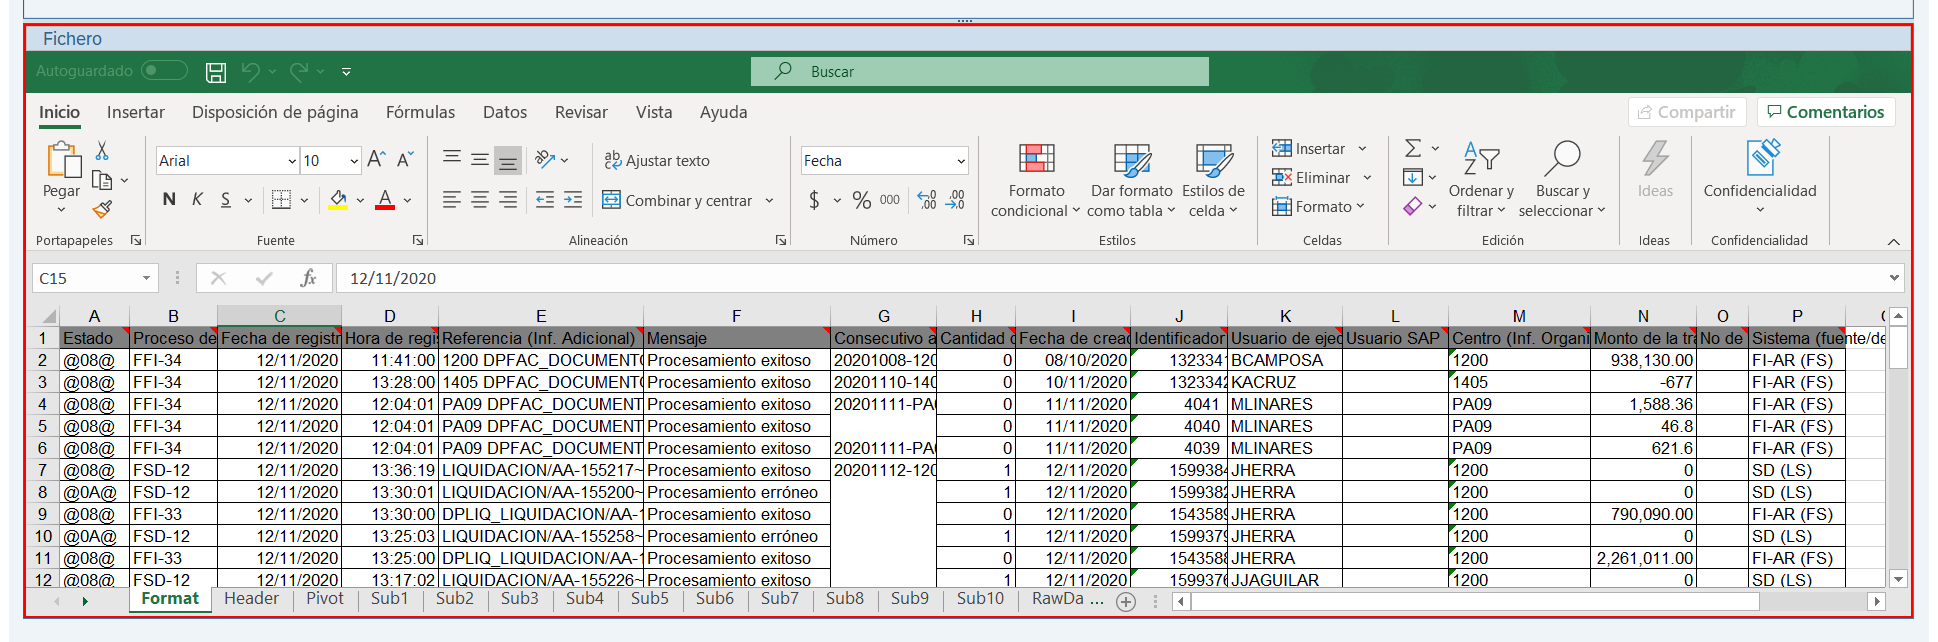 Fichero
Autoguardado
Buscar
Inicio Insertar Disposición de página Fórmulas Datos Revisar Vista Ayuda Compartir Comentarios
Pegar
Arial 10
Ajustar texto
Fecha
N K S
Combinar y centrar
$ % 000
Formato condicional
Dar formato como tabla
Estilos de celda
Insertar
Eliminar
Formato
Ordenar y filtrar
Buscar y seleccionar
Ideas
Confidencialidad
Portapapeles Fuente Alineación Número Estilos Celdas Edición Ideas Confidencialidad
C15 fx 12/11/2020
A B C D E F G H I J K L M N O P
1 Estado Proceso de Fecha de registr Hora de regi Referencia (Inf. Adicional) Mensaje Consecutivo a Cantidad Fecha de crea Identificador Usuario de ejec Usuario SAP Centro (Inf. Organi Monto de la tra No de Sistema (fuente/de
2 @08@ FFI-34 12/11/2020 11:41:00 1200 DPFAC_DOCUMENT Procesamiento exitoso 20201008-120 0 08/10/2020 132334 BCAMPOSA 1200 938,130.00 FI-AR (FS)
3 @08@ FFI-34 12/11/2020 13:28:00 1405 DPFAC_DOCUMENT Procesamiento exitoso 20201110-140 0 10/11/2020 132334 KACRUZ 1405 -677 FI-AR (FS)
4 @08@ FFI-34 12/11/2020 12:04:01 PA09 DPFAC_DOCUMENT Procesamiento exitoso 20201111-PA 0 11/11/2020 4041 MLINARES PA09 1,588.36 FI-AR (FS)
5 @08@ FFI-34 12/11/2020 12:04:01 PA09 DPFAC_DOCUMENT Procesamiento exitoso 0 11/11/2020 4040 MLINARES PA09 46.8 FI-AR (FS)
6 @08@ FFI-34 12/11/2020 12:04:01 PA09 DPFAC_DOCUMENT Procesamiento exitoso 20201111-PA 0 11/11/2020 4039 MLINARES PA09 621.6 FI-AR (FS)
7 @08@ FSD-12 12/11/2020 13:36:19 LIQUIDACION/AA-155217~ Procesamiento exitoso 20201112-120 1 12/11/2020 159938 JHERRA 1200 0 SD (LS)
8 @0A@ FSD-12 12/11/2020 13:30:01 LIQUIDACION/AA-155200~ Procesamiento erróneo 1 12/11/2020 159938 JHERRA 1200 0 SD (LS)
9 @08@ FFI-33 12/11/2020 13:30:00 DPLIQ_LIQUIDACION/AA-1 Procesamiento exitoso 0 12/11/2020 154358 JHERRA 1200 790,090.00 FI-AR (FS)
10 @0A@ FSD-12 12/11/2020 13:25:03 LIQUIDACION/AA-155258~ Procesamiento erróneo 1 12/11/2020 159937 JHERRA 1200 0 SD (LS)
11 @08@ FFI-33 12/11/2020 13:25:00 DPLIQ_LIQUIDACION/AA-1 Procesamiento exitoso 0 12/11/2020 154358 JHERRA 1200 2,261,011.00 FI-AR (FS)
12 @08@ FSD-12 12/11/2020 13:17:02 LIQUIDACION/AA-155226~ Procesamiento exitoso 1 12/11/2020 159937 JJAGUILAR 1200 0 SD (LS)
Format Header Pivot Sub1 Sub2 Sub3 Sub4 Sub5 Sub6 Sub7 Sub8 Sub9 Sub10 RawDa ...